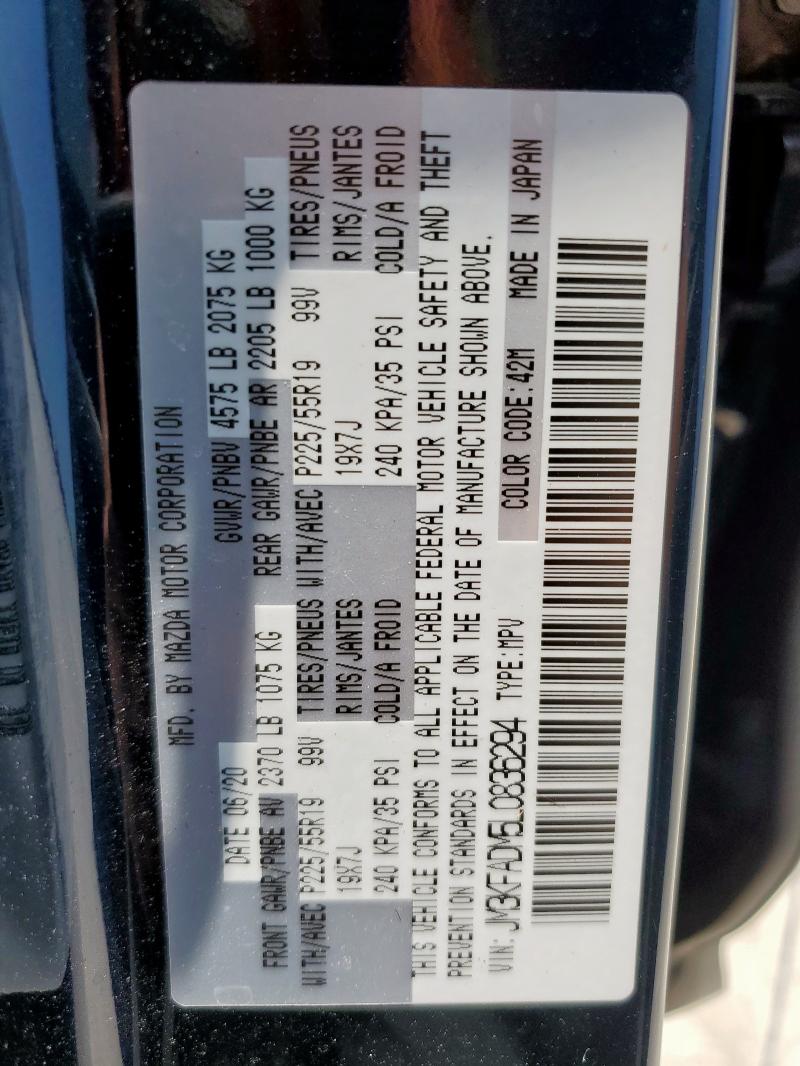 MFD. BY MAZDA MOTOR CORPORATION
DATE 06/20 GVWR/PNBV 4575 LB 2075 KG
FRONT GAWR/PNBE AV 2370 LB 1075 KG REAR GAWR/PNBE AR 2205 LB 1000 KG
WITH/AVEC P225/55R19 99V TIRES/PNEUS WITH/AVEC P225/55R19 99V TIRES/PNEUS
19X7J RIMS/JANTES 19X7J RIMS/JANTES
240 KPA/35 PSI COLD/A FROID 240 KPA/35 PSI COLD/A FROID
THIS VEHICLE CONFORMS TO ALL APPLICABLE FEDERAL MOTOR VEHICLE SAFETY AND THEFT
PREVENTION STANDARDS IN EFFECT ON THE DATE OF MANUFACTURE SHOWN ABOVE.
VIN: JM3KFADM5L0836294 TYPE:MPV COLOR CODE:42M MADE IN JAPAN